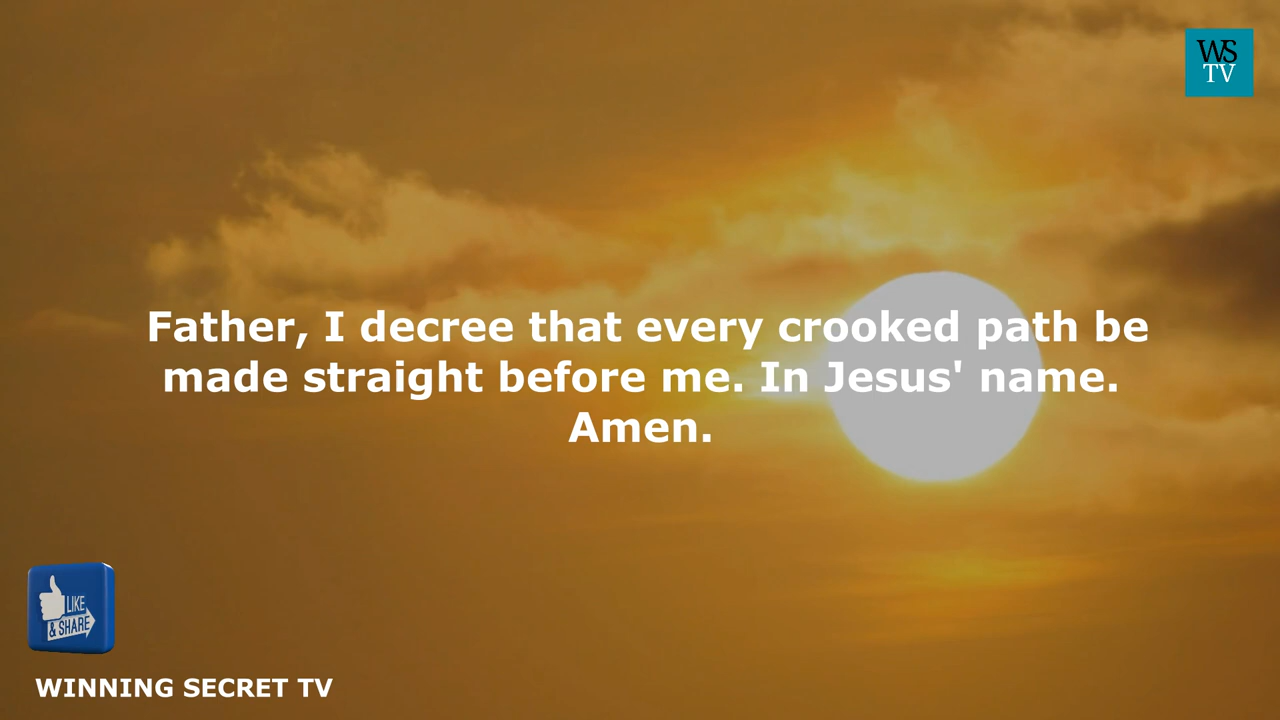 WS
TV
Father, I decree that every crooked path be
made straight before me. In Jesus' name.
Amen.
LIKE
& SHARE
WINNING SECRET TV